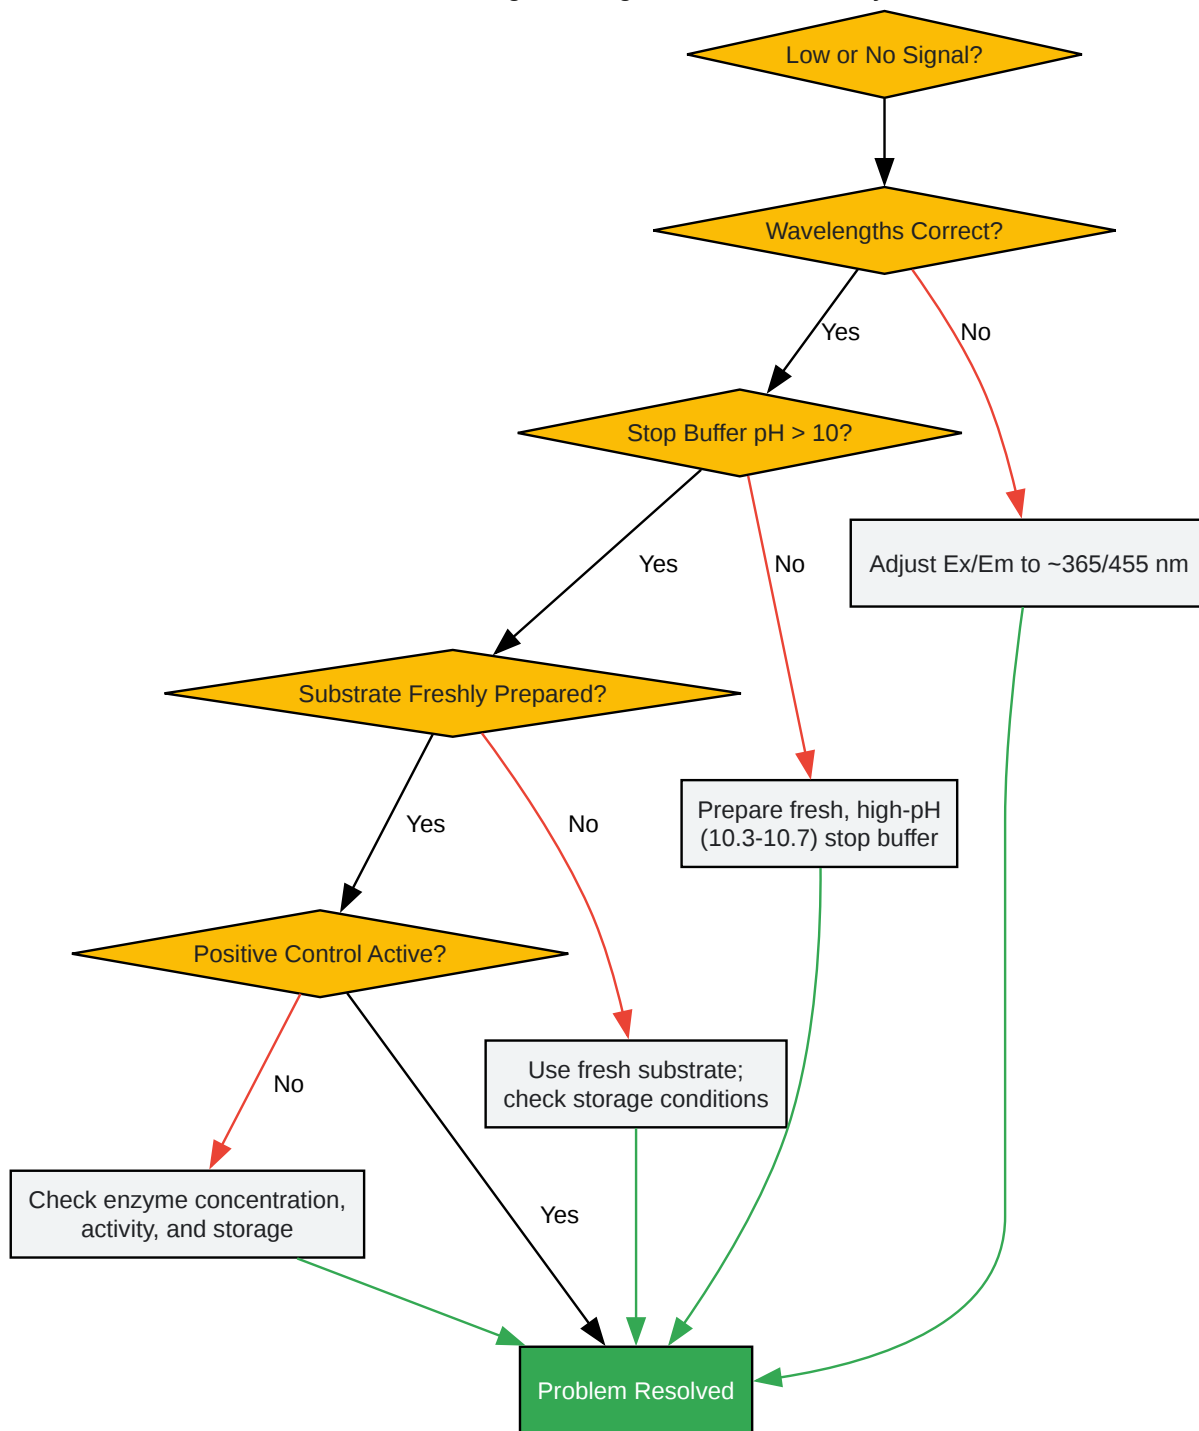 Low or No Signal?
Wavelengths Correct?
Yes
No
Stop Buffer pH > 10?
Yes
No
Adjust Ex/Em to ~365/455 nm
Substrate Freshly Prepared?
Yes
No
Prepare fresh, high-pH
(10.3-10.7) stop buffer
Positive Control Active?
No
Yes
Use fresh substrate;
check storage conditions
Check enzyme concentration,
activity, and storage
Problem Resolved